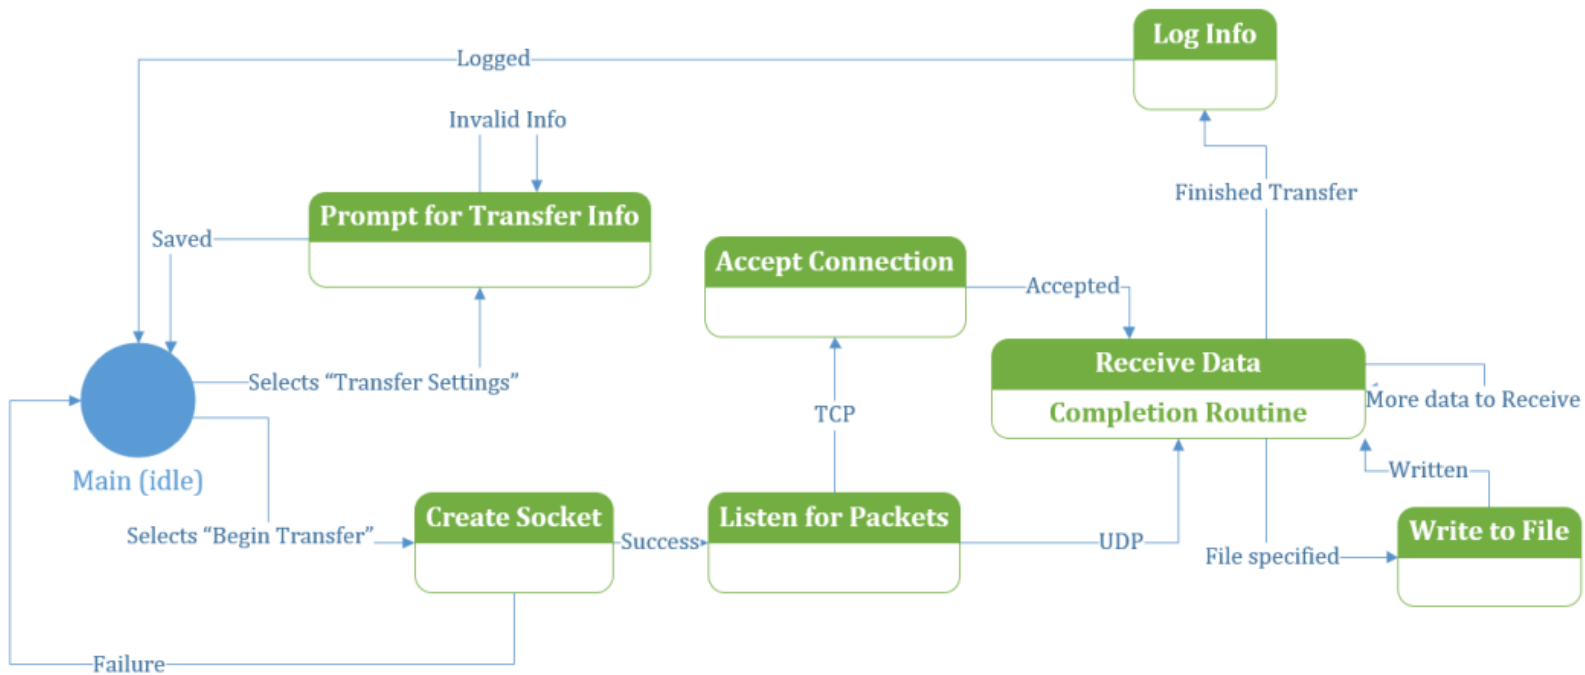 Log Info
Logged
Invalid Info
Finished Transfer
Prompt for Transfer Info
Saved
Accept Connection
Accepted
Receive Data
Completion Routine
More data to Receive
Selects “Transfer Settings”
TCP
Main (idle)
Written
Selects “Begin Transfer”
Create Socket
Success
Listen for Packets
UDP
File specified
Write to File
Failure